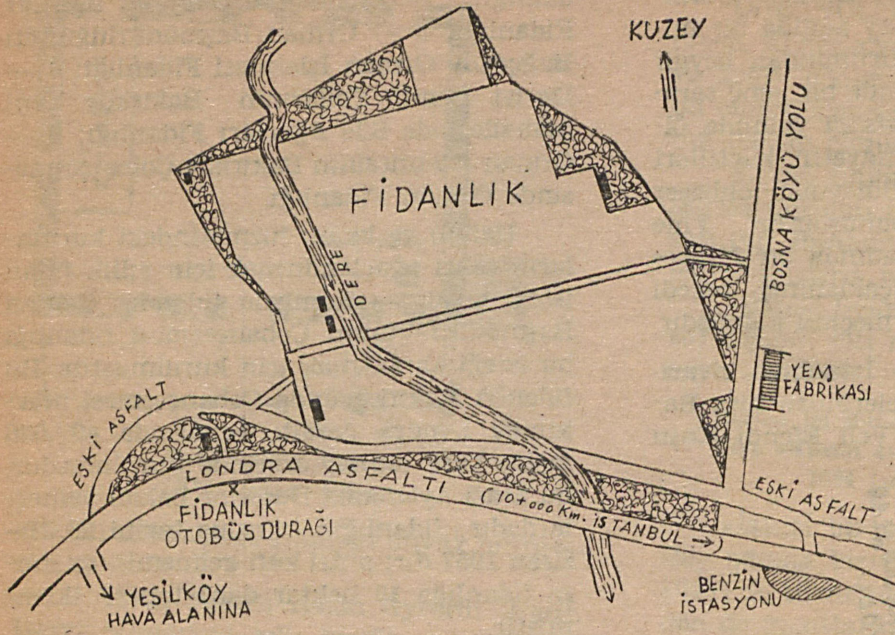 KUZEY
BOSNA KÖYÜ YOLU
FİDANLIK
DERE
YEM
FABRİKASI
ESKİ ASFALT
LONDRA ASFALTI
(10+000 Km. İSTANBUL →)
ESKİ ASFALT
x
FİDANLIK
OTOBÜS DURAĞI
YEŞİLKÖY
HAVA ALANINA
BENZİN
İSTASYONU